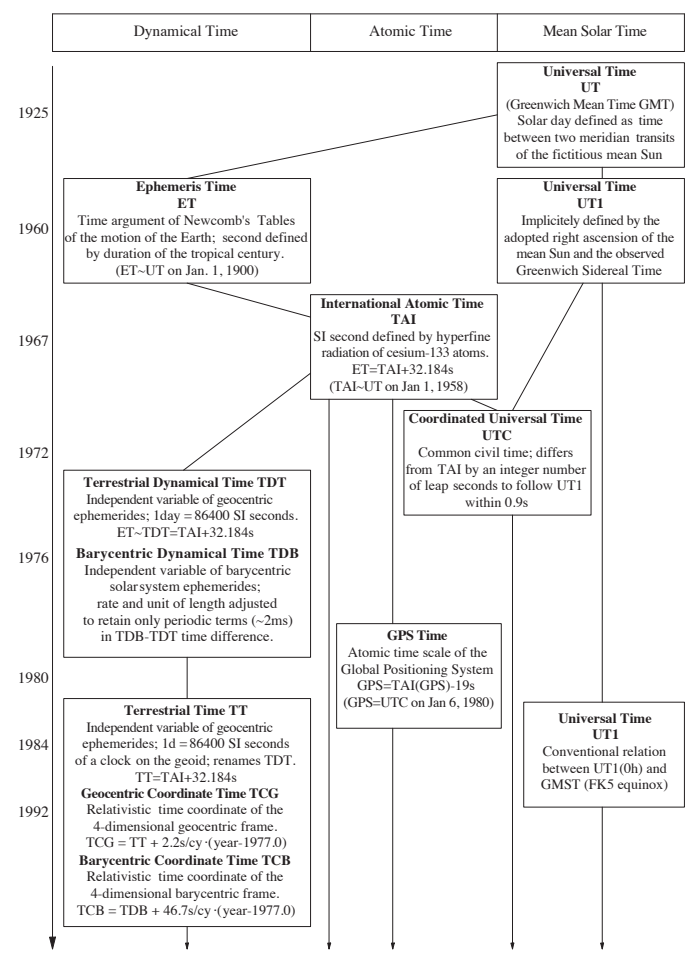 Dynamical Time
Atomic Time
Mean Solar Time
1925
Universal Time
UT
(Greenwich Mean Time GMT)
Solar day defined as time
between two meridian transits
of the fictitious mean Sun
1960
Ephemeris Time
ET
Time argument of Newcomb's Tables
of the motion of the Earth; second defined
by duration of the tropical century.
(ET~UT on Jan. 1, 1900)
Universal Time
UT1
Implicitely defined by the
adopted right ascension of the
mean Sun and the observed
Greenwich Sidereal Time
1967
International Atomic Time
TAI
SI second defined by hyperfine
radiation of cesium-133 atoms.
ET=TAI+32.184s
(TAI~UT on Jan 1, 1958)
1972
Coordinated Universal Time
UTC
Common civil time; differs
from TAI by an integer number
of leap seconds to follow UT1
within 0.9s
Terrestrial Dynamical Time TDT
Independent variable of geocentric
ephemerides; 1day = 86400 SI seconds.
ET~TDT=TAI+32.184s
1976
Barycentric Dynamical Time TDB
Independent variable of barycentric
solarsystem ephemerides;
rate and unit of length adjusted
to retain only periodic terms (~2ms)
in TDB-TDT time difference.
1980
GPS Time
Atomic time scale of the
Global Positioning System
GPS=TAI(GPS)-19s
(GPS=UTC on Jan 6, 1980)
1984
Terrestrial Time TT
Independent variable of geocentric
ephemerides; 1d = 86400 SI seconds
of a clock on the geoid; renames TDT.
TT=TAI+32.184s
Universal Time
UT1
Conventional relation
between UT1(0h) and
GMST (FK5 equinox)
1992
Geocentric Coordinate Time TCG
Relativistic time coordinate of the
4-dimensional geocentric frame.
TCG = TT + 2.2s/cy·(year-1977.0)
Barycentric Coordinate Time TCB
Relativistic time coordinate of the
4-dimensional barycentric frame.
TCB = TDB + 46.7s/cy·(year-1977.0)